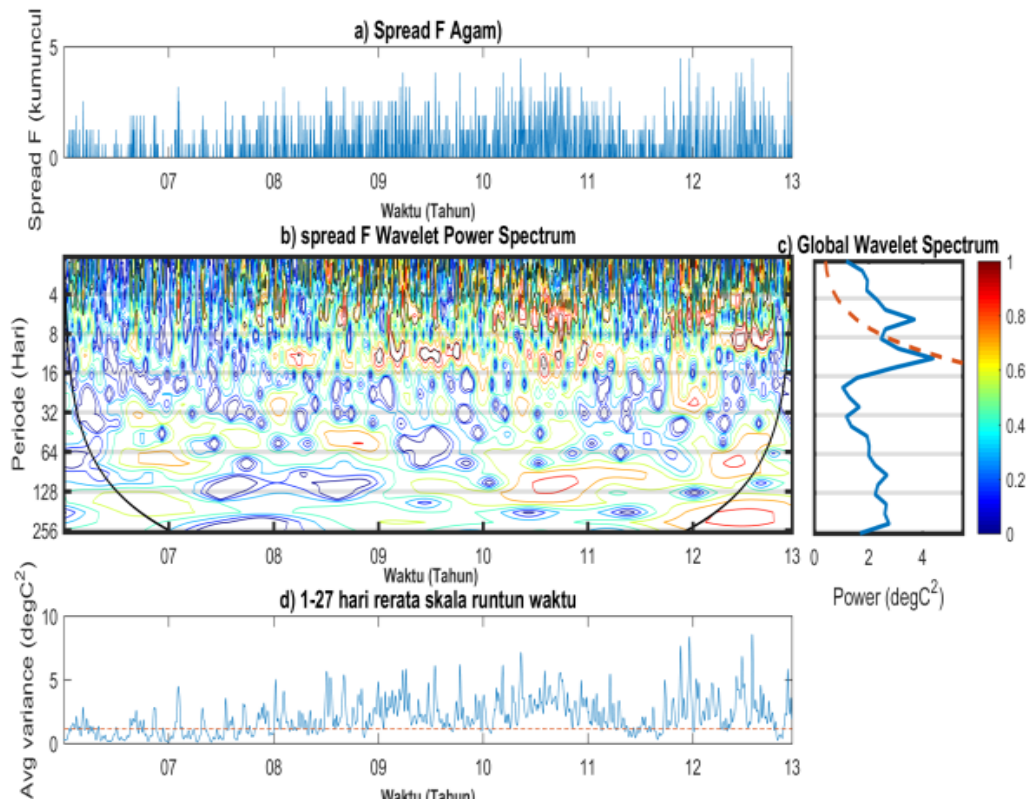 a) Spread F Agam)
Spread F (kumuncul
5
0
07 08 09 10 11 12 13
Waktu (Tahun)
b) spread F Wavelet Power Spectrum
Periode (Hari)
4
8
16
32
64
128
256
07 08 09 10 11 12 13
Waktu (Tahun)
c) Global Wavelet Spectrum
0 2 4
Power (degC²)
1
0.8
0.6
0.4
0.2
0
d) 1-27 hari rerata skala runtun waktu
Avg variance (degC²)
10
5
0
07 08 09 10 11 12 13
Waktu (Tahun)